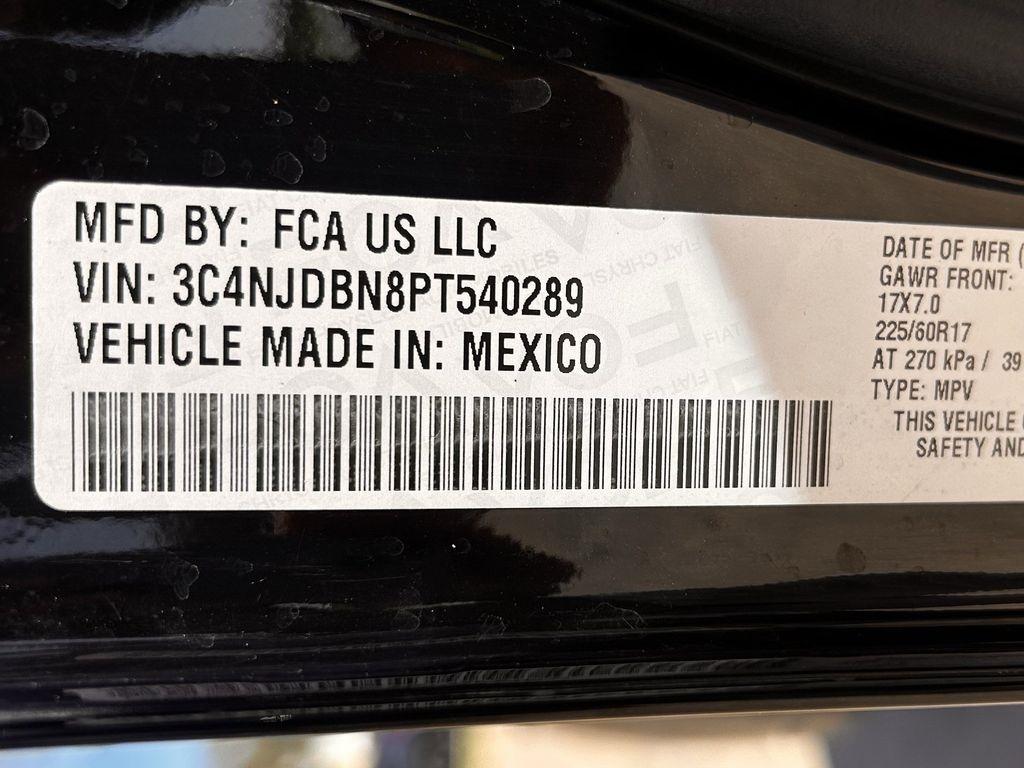 MFD BY: FCA US LLC
VIN: 3C4NJDBN8PT540289
VEHICLE MADE IN: MEXICO
DATE OF MFR (
GAWR FRONT:
17X7.0
225/60R17
AT 270 kPa / 39
TYPE: MPV
THIS VEHICLE
SAFETY AND